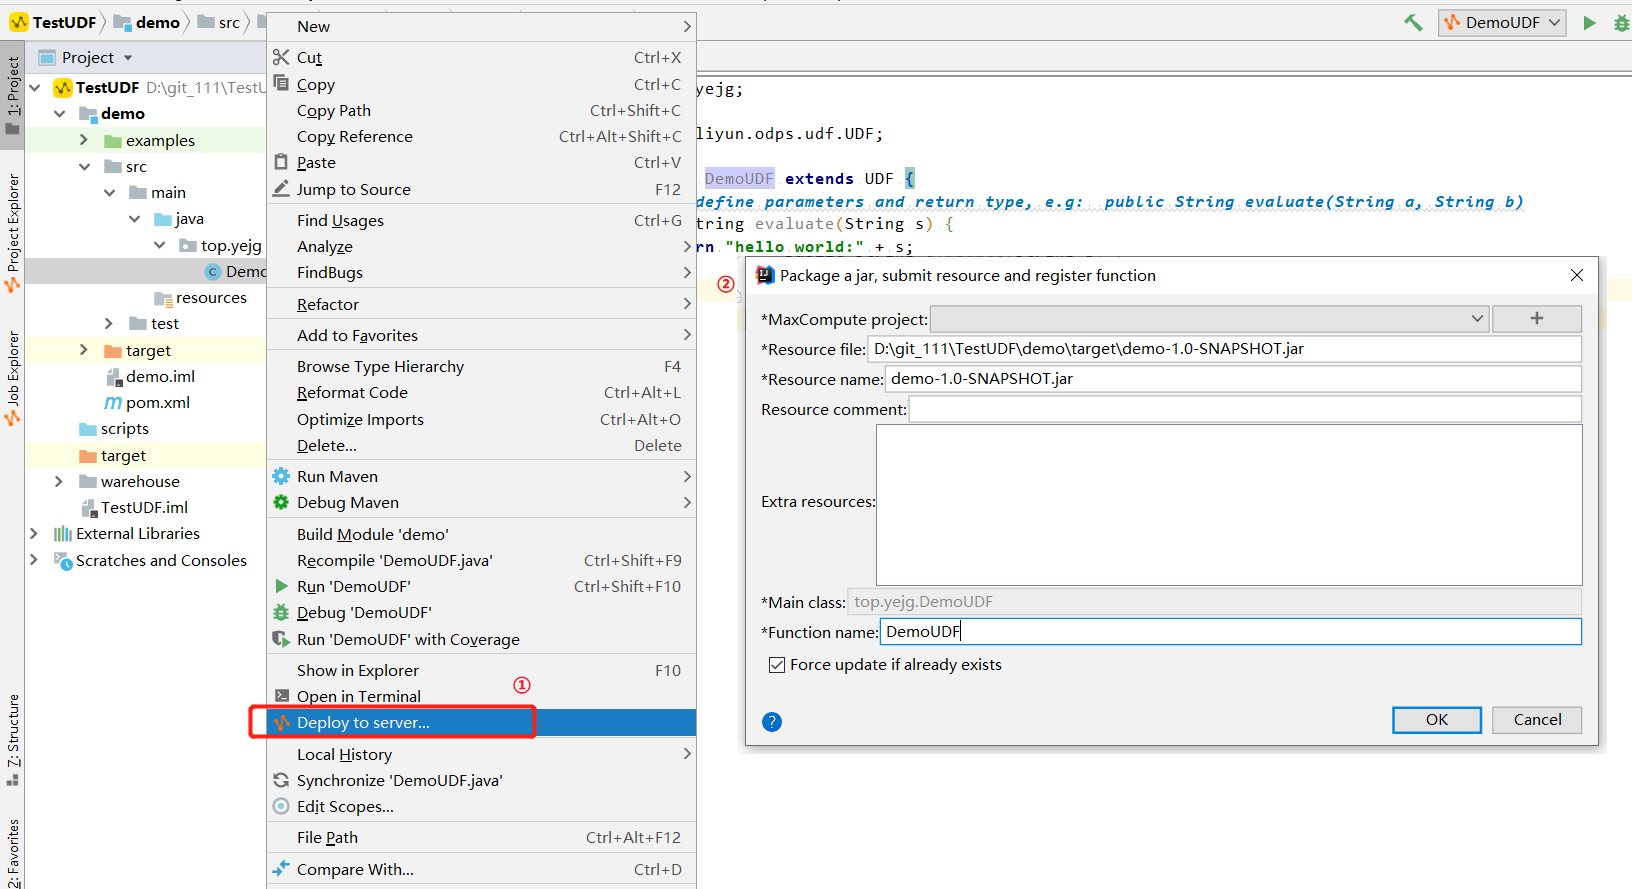 TestUDF demo src
DemoUDF
1: Project
Project Explorer
Job Explorer
7: Structure
2: Favorites
Project
TestUDF D:\git_111\TestU
demo
examples
src
main
java
top.yejg
Demo
resources
test
target
demo.iml
pom.xml
scripts
target
warehouse
TestUDF.iml
External Libraries
Scratches and Consoles
New
Cut Ctrl+X
Copy Ctrl+C
Copy Path Ctrl+Shift+C
Copy Reference Ctrl+Alt+Shift+C
Paste Ctrl+V
Jump to Source F12
Find Usages Ctrl+G
Analyze
FindBugs
Refactor
Add to Favorites
Browse Type Hierarchy F4
Reformat Code Ctrl+Alt+L
Optimize Imports Ctrl+Alt+O
Delete... Delete
Run Maven
Debug Maven
Build Module 'demo'
Recompile 'DemoUDF.java' Ctrl+Shift+F9
Run 'DemoUDF' Ctrl+Shift+F10
Debug 'DemoUDF'
Run 'DemoUDF' with Coverage
Show in Explorer F10
Open in Terminal
①
Deploy to server...
Local History
Synchronize 'DemoUDF.java'
Edit Scopes...
File Path Ctrl+Alt+F12
Compare With... Ctrl+D
yejg;
liyun.odps.udf.UDF;
DemoUDF extends UDF {
define parameters and return type, e.g: public String evaluate(String a, String b)
tring evaluate(String s) {
rn "hello world:" + s;
②
Package a jar, submit resource and register function
*MaxCompute project: +
*Resource file: D:\git_111\TestUDF\demo\target\demo-1.0-SNAPSHOT.jar
*Resource name: demo-1.0-SNAPSHOT.jar
Resource comment:
Extra resources:
*Main class: top.yejg.DemoUDF
*Function name: DemoUDF
Force update if already exists
? OK Cancel